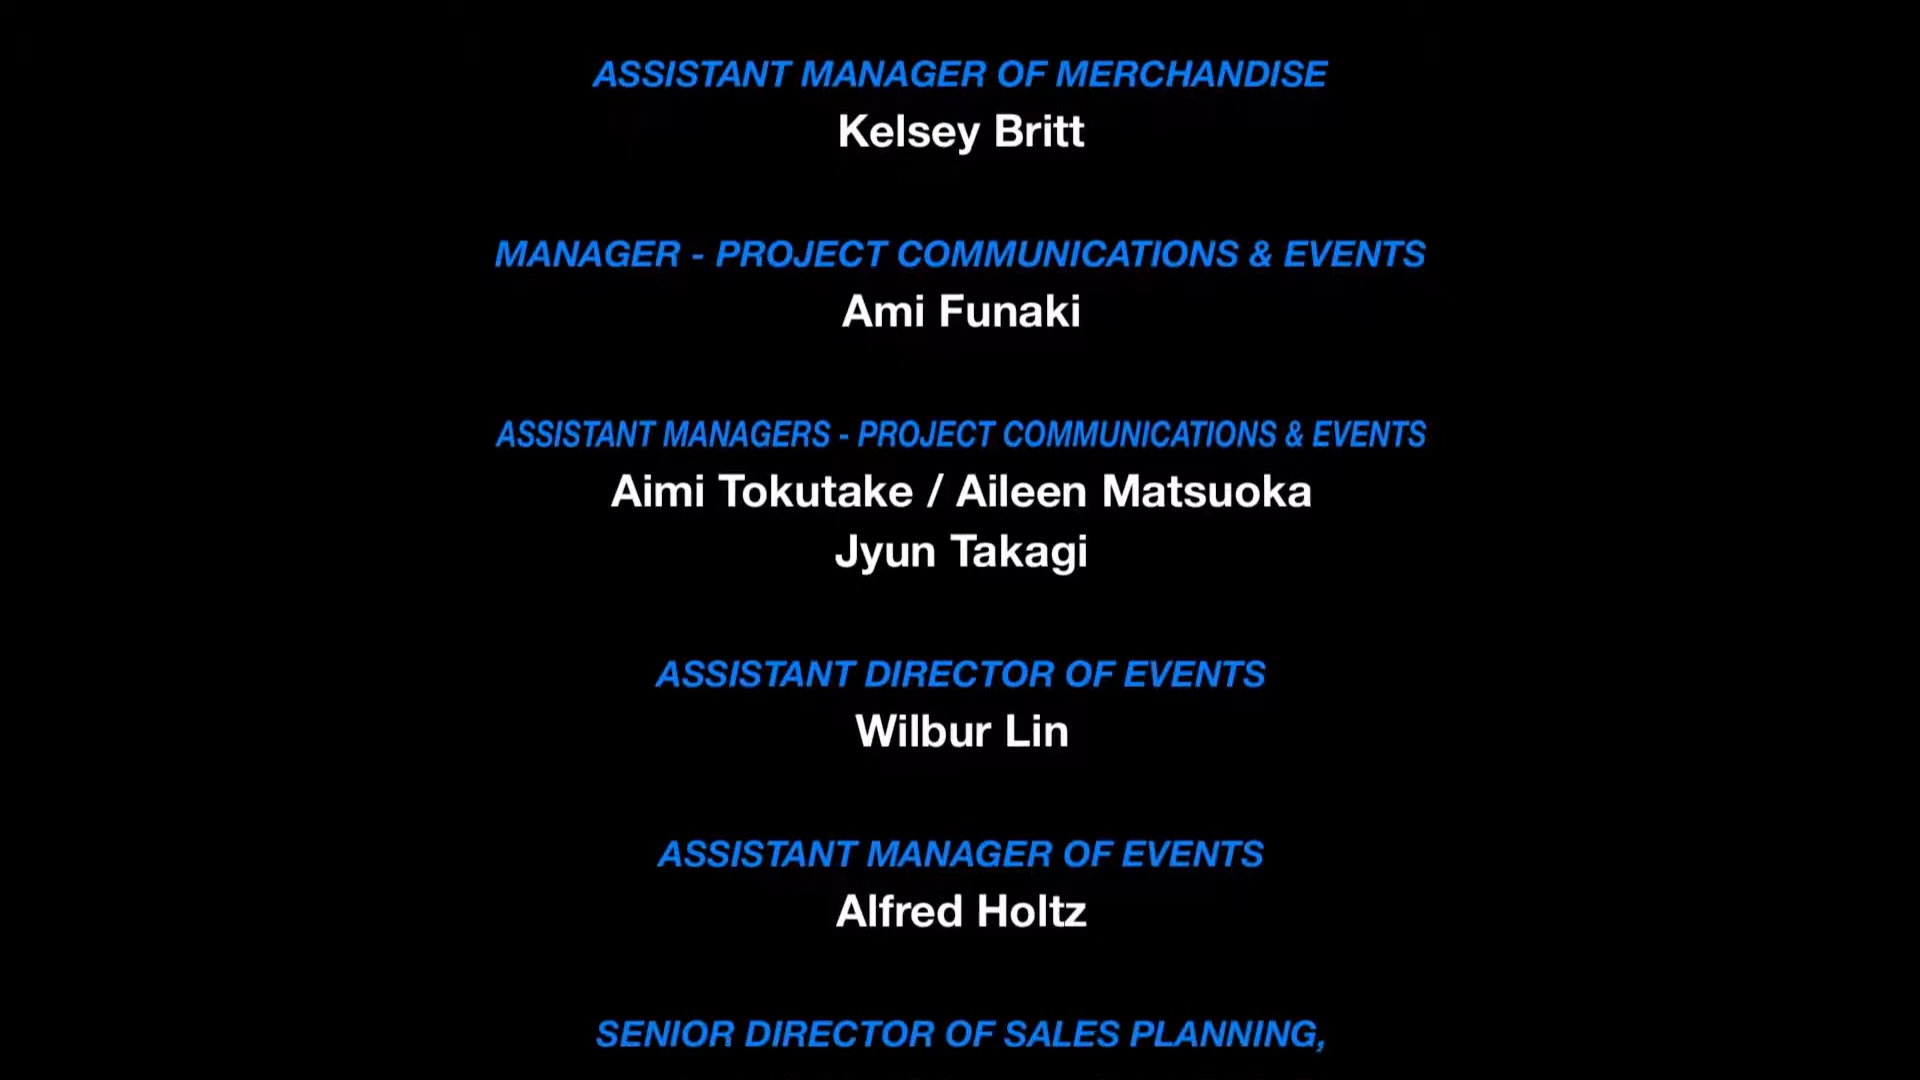 ASSISTANT MANAGER OF MERCHANDISE
Kelsey Britt
MANAGER - PROJECT COMMUNICATIONS & EVENTS
Ami Funaki
ASSISTANT MANAGERS - PROJECT COMMUNICATIONS & EVENTS
Aimi Tokutake / Aileen Matsuoka
Jyun Takagi
ASSISTANT DIRECTOR OF EVENTS
Wilbur Lin
ASSISTANT MANAGER OF EVENTS
Alfred Holtz
SENIOR DIRECTOR OF SALES PLANNING,